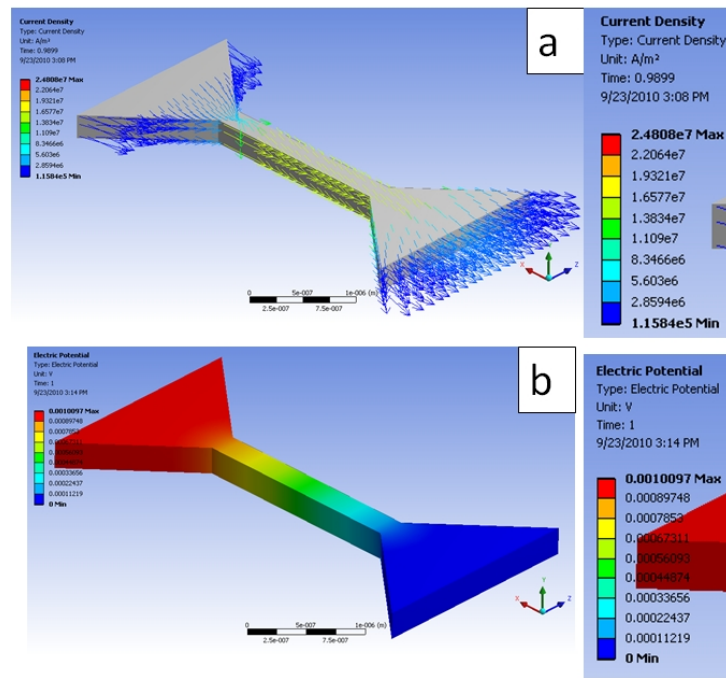 Current Density
Type: Current Density
Unit: A/m²
Time: 0.9899
9/23/2010 3:08 PM
2.4808e7 Max
2.2064e7
1.9321e7
1.6577e7
1.3834e7
1.109e7
8.3466e6
5.603e6
2.8594e6
1.1584e5 Min
a
0 5e-007 1e-006 (m)
2.5e-007 7.5e-007
X Y Z
Current Density
Type: Current Density
Unit: A/m²
Time: 0.9899
9/23/2010 3:08 PM
2.4808e7 Max
2.2064e7
1.9321e7
1.6577e7
1.3834e7
1.109e7
8.3466e6
5.603e6
2.8594e6
1.1584e5 Min
Electric Potential
Type: Electric Potential
Unit: V
Time: 1
9/23/2010 3:14 PM
0.0010097 Max
0.00089748
0.0007853
0.00067311
0.00056093
0.00044874
0.00033656
0.00022437
0.00011219
0 Min
b
0 5e-007 1e-006 (m)
2.5e-007 7.5e-007
X Y Z
Electric Potential
Type: Electric Potential
Unit: V
Time: 1
9/23/2010 3:14 PM
0.0010097 Max
0.00089748
0.0007853
0.00067311
0.00056093
0.00044874
0.00033656
0.00022437
0.00011219
0 Min